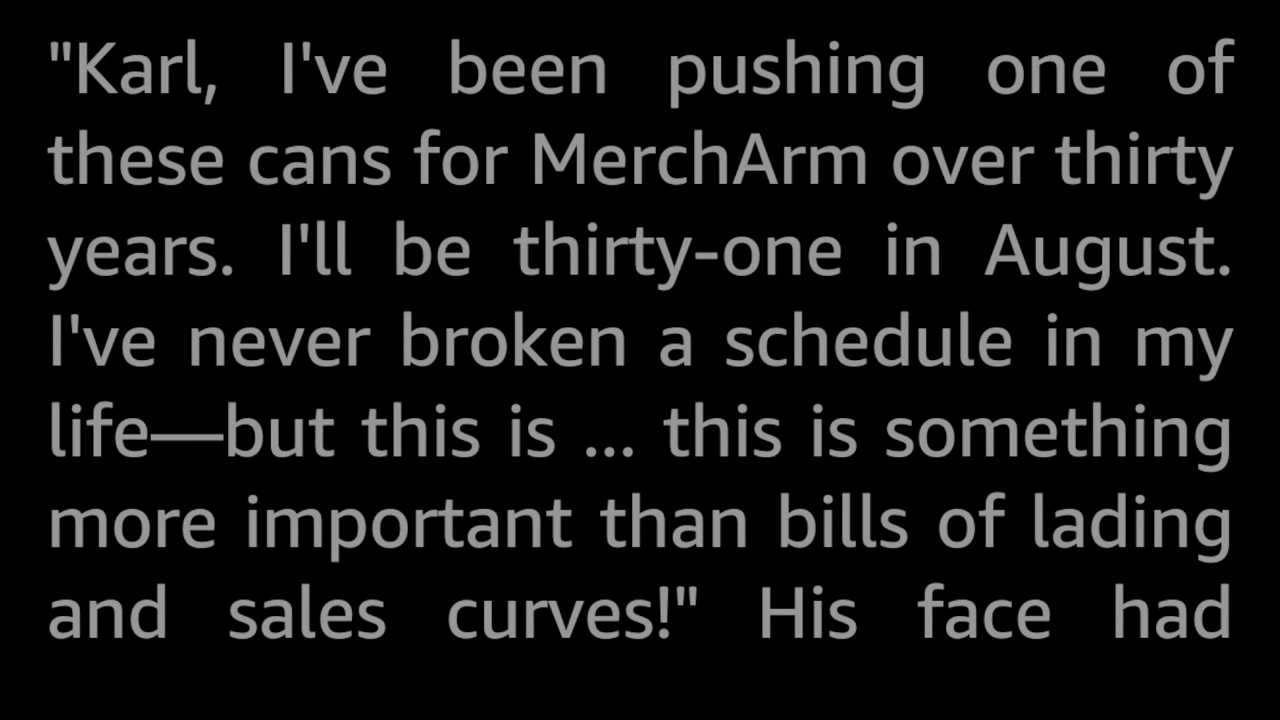 "Karl, I've been pushing one of
these cans for MerchArm over thirty
years. I'll be thirty-one in August.
I've never broken a schedule in my
life—but this is ... this is something
more important than bills of lading
and sales curves!" His face had